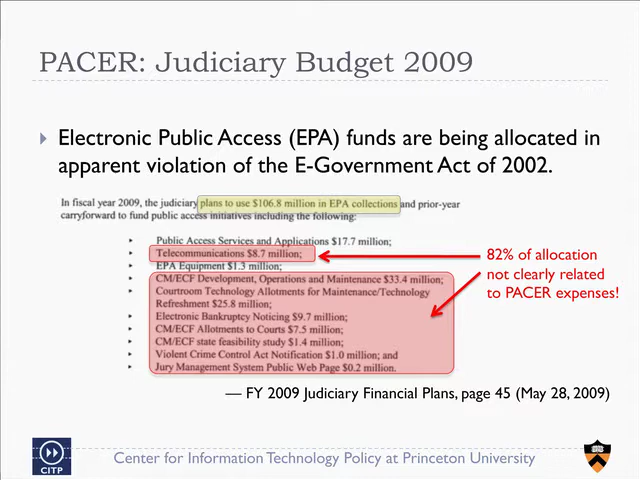 PACER: Judiciary Budget 2009
Electronic Public Access (EPA) funds are being allocated in
apparent violation of the E-Government Act of 2002.
In fiscal year 2009, the judiciary plans to use $106.8 million in EPA collections and prior-year
carryforward to fund public access initiatives including the following:
Public Access Services and Applications $17.7 million;
Telecommunications $8.7 million;
EPA Equipment $1.3 million;
CM/ECF Development, Operations and Maintenance $33.4 million;
Courtroom Technology Allotments for Maintenance/Technology
Refreshment $25.8 million;
Electronic Bankruptcy Noticing $9.7 million;
CM/ECF Allotments to Courts $7.5 million;
CM/ECF state feasibility study $1.4 million;
Violent Crime Control Act Notification $1.0 million; and
Jury Management System Public Web Page $0.2 million.
82% of allocation
not clearly related
to PACER expenses!
— FY 2009 Judiciary Financial Plans, page 45 (May 28, 2009)
CITP
Center for Information Technology Policy at Princeton University